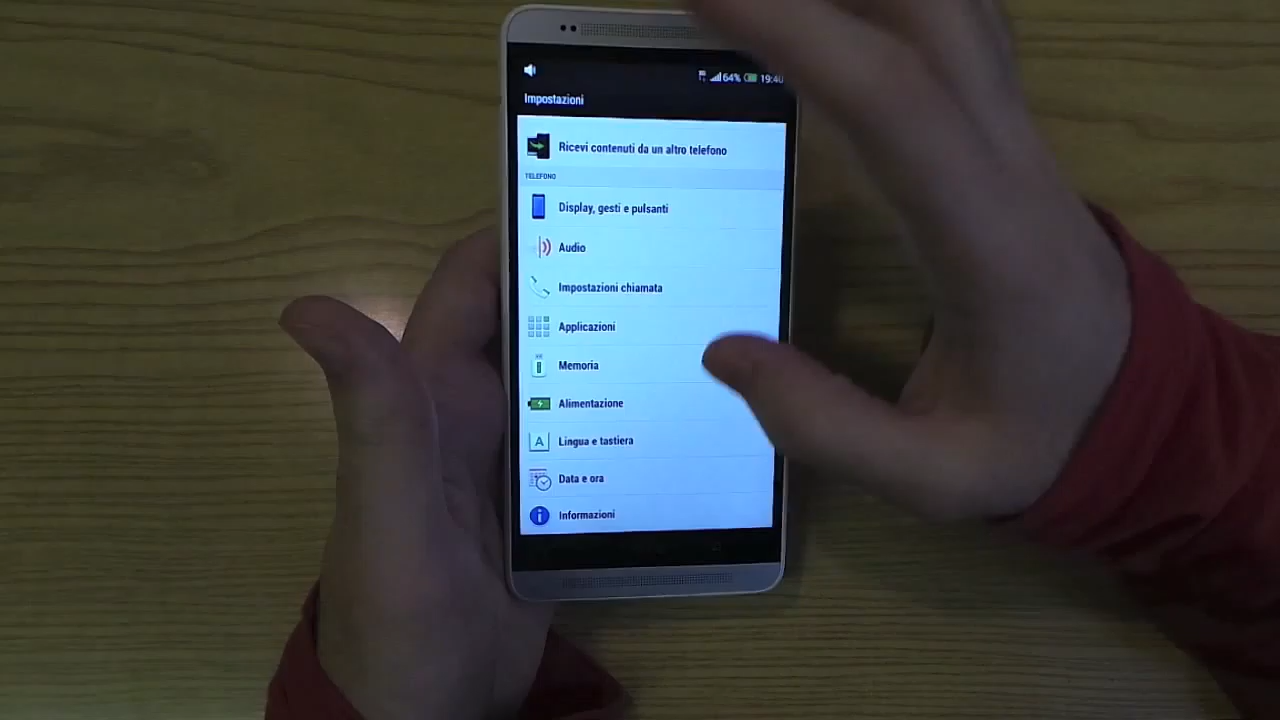 64% 19:40
Impostazioni
Ricevi contenuti da un altro telefono
TELEFONO
Display, gesti e pulsanti
Audio
Impostazioni chiamata
Applicazioni
Memoria
Alimentazione
A Lingua e tastiera
Data e ora
Informazioni